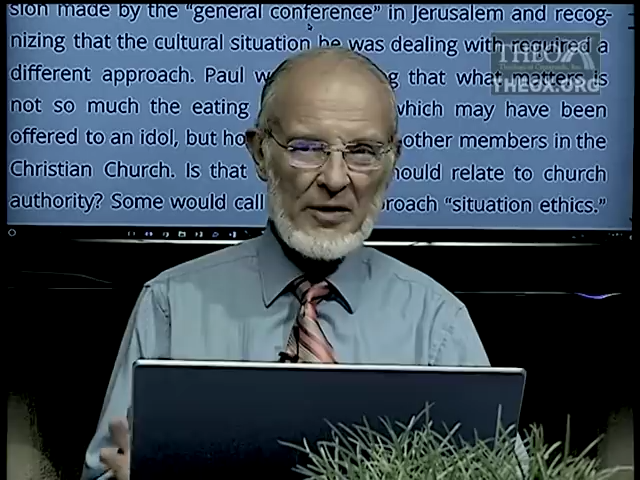 sion made by the “general conference” in Jerusalem and recog-
nizing that the cultural situation he was dealing with required a
different approach. Paul that what matters is
not so much the eating which may have been
offered to an idol, but other members in the
Christian Church. Is that should relate to church
authority? Some would call “situation ethics.”
THEOX
THEOX.ORG